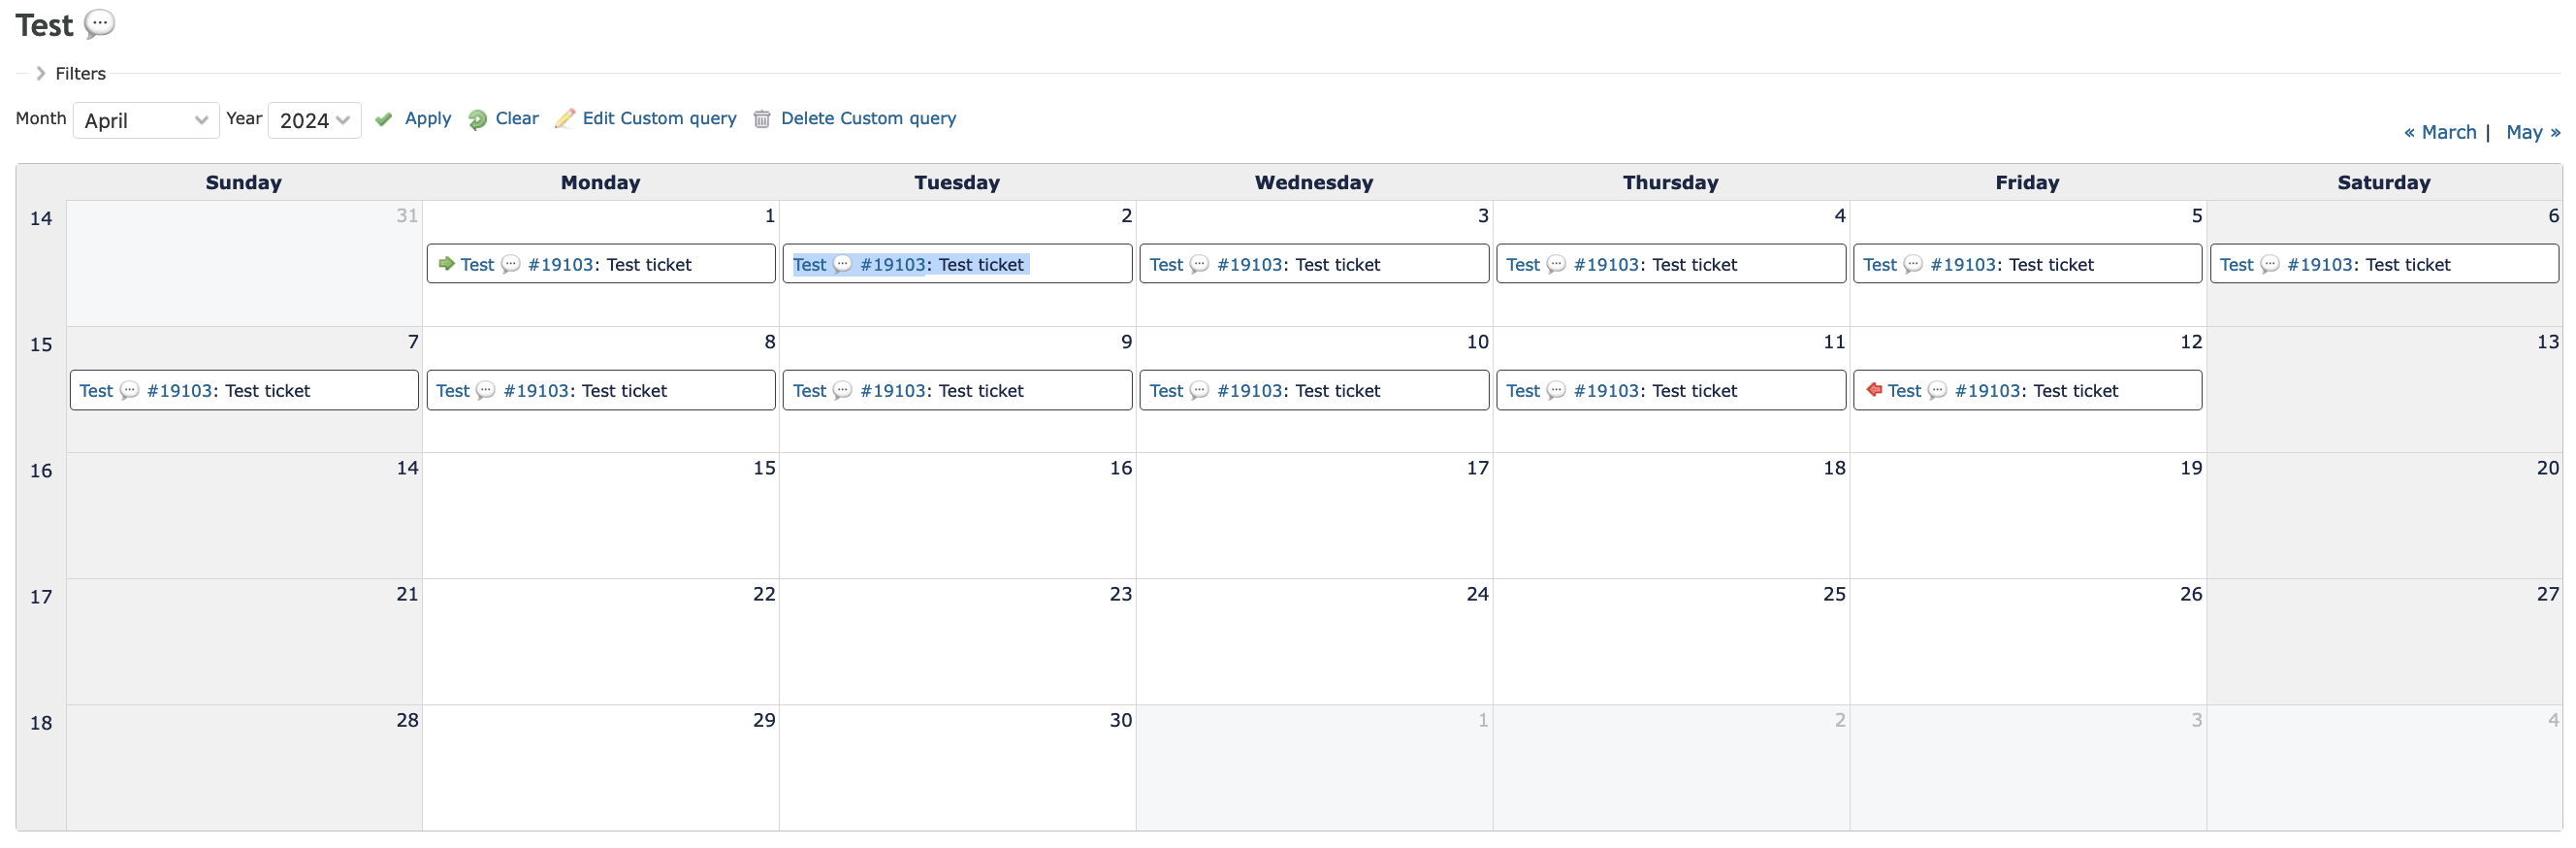 Test 💬
Filters
Month April Year 2024 Apply Clear Edit Custom query Delete Custom query
« March | May »
Sunday Monday Tuesday Wednesday Thursday Friday Saturday
14 31 1 2 3 4 5 6
Test 💬 #19103: Test ticket Test 💬 #19103: Test ticket Test 💬 #19103: Test ticket Test 💬 #19103: Test ticket Test 💬 #19103: Test ticket Test 💬 #19103: Test ticket
15 7 8 9 10 11 12 13
Test 💬 #19103: Test ticket Test 💬 #19103: Test ticket Test 💬 #19103: Test ticket Test 💬 #19103: Test ticket Test 💬 #19103: Test ticket Test 💬 #19103: Test ticket
16 14 15 16 17 18 19 20
17 21 22 23 24 25 26 27
18 28 29 30 1 2 3 4